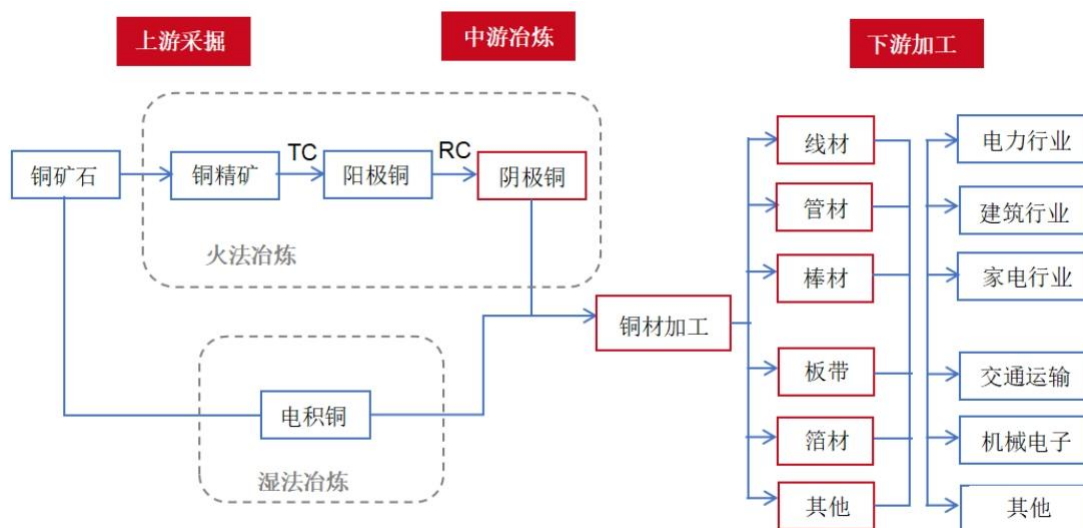 上游采掘
中游冶炼
下游加工
铜矿石
铜精矿
TC
阳极铜
RC
阴极铜
火法冶炼
电积铜
湿法冶炼
铜材加工
线材
管材
棒材
板带
箔材
其他
电力行业
建筑行业
家电行业
交通运输
机械电子
其他